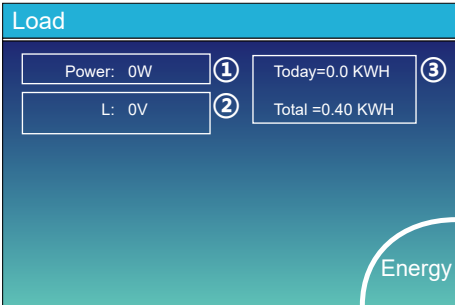 Load
Power: 0W ①
L: 0V ②
Today=0.0 KWH ③
Total =0.40 KWH
Energy